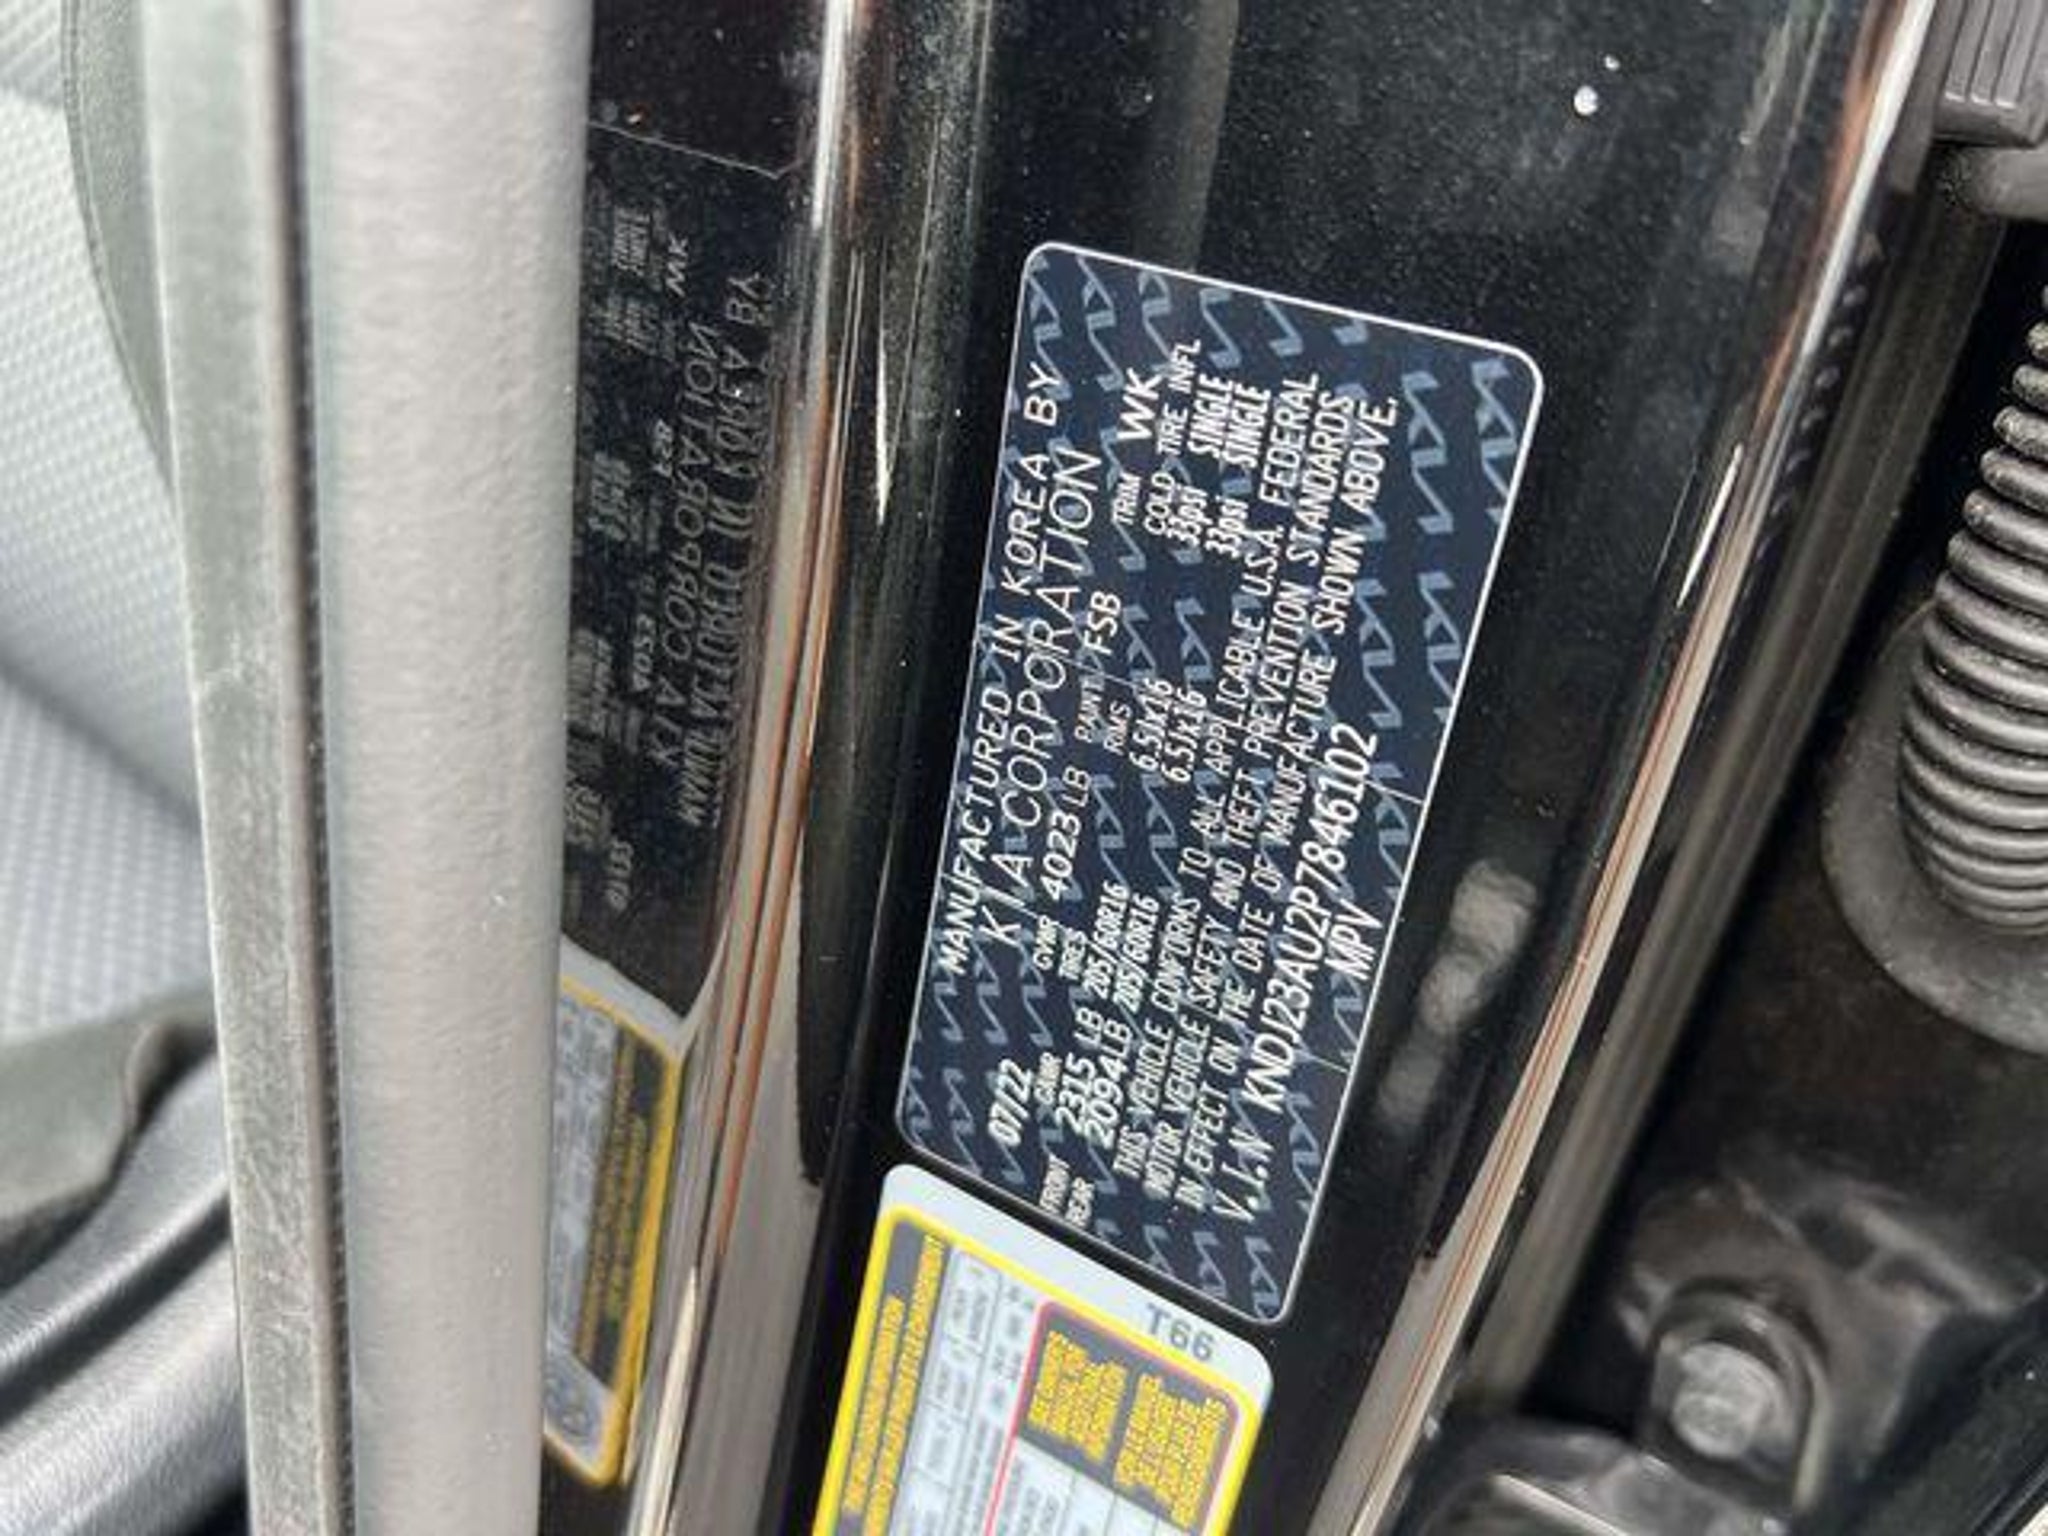 MANUFACTURED IN KOREA BY
KIA CORPORATION
07/22 GVWR 4023LB PAINT FSB TRIM WK
GAWR TIRES RIMS COLD TIRE INFL
FRNT 2315 LB 205/60R16 6.5Jx16 33psi SINGLE
REAR 2094LB 205/60R16 6.5Jx16 33psi SINGLE
THIS VEHICLE CONFORMS TO ALL APPLICABLE U.S.A. FEDERAL
MOTOR VEHICLE SAFETY AND THEFT PREVENTION STANDARDS
IN EFFECT ON THE DATE OF MANUFACTURE SHOWN ABOVE.
V.I.N KNDJ23AU2P7846102
MPV
T66